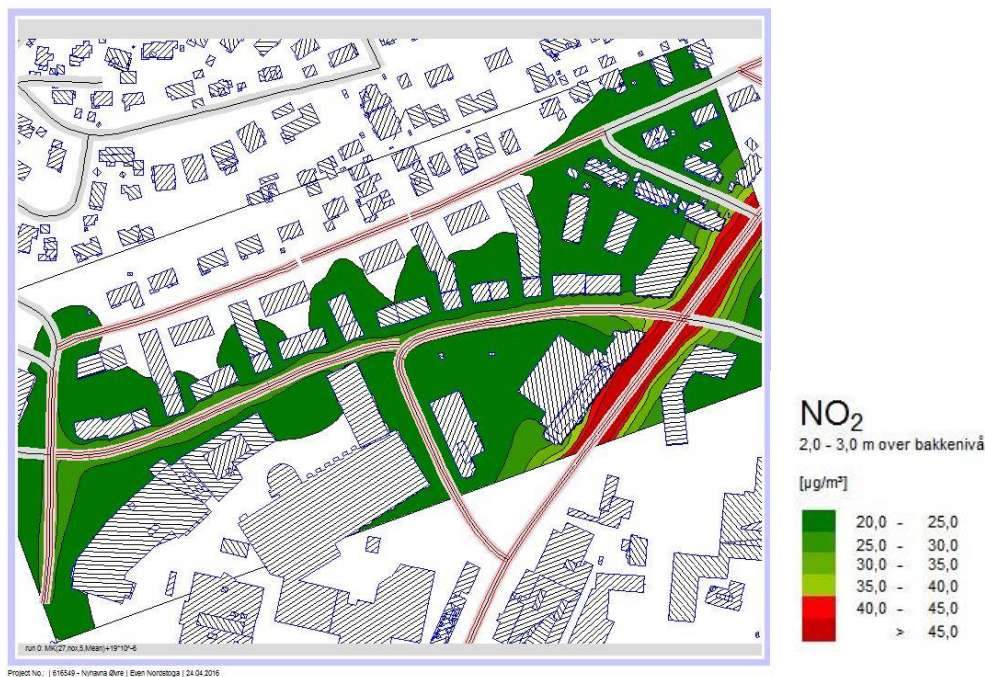 NO₂
2,0 - 3,0 m over bakkenivå
[µg/m³]
20,0 - 25,0
25,0 - 30,0
30,0 - 35,0
35,0 - 40,0
40,0 - 45,0
> 45,0
run 0: MK(27,nox,5,Mean)+19*10^-6
Project No.: | 616549 - Nyhavna Øvre | Even Nordstoga | 24.04.2016